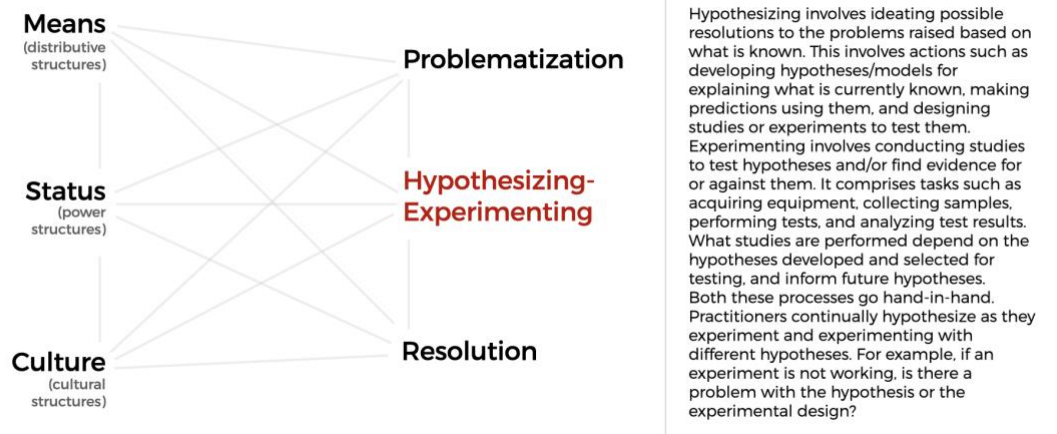 Means
(distributive
structures)
Status
(power
structures)
Culture
(cultural
structures)
Problematization
Hypothesizing-
Experimenting
Resolution
Hypothesizing involves ideating possible
resolutions to the problems raised based on
what is known. This involves actions such as
developing hypotheses/models for
explaining what is currently known, making
predictions using them, and designing
studies or experiments to test them.
Experimenting involves conducting studies
to test hypotheses and/or find evidence for
or against them. It comprises tasks such as
acquiring equipment, collecting samples,
performing tests, and analyzing test results.
What studies are performed depend on the
hypotheses developed and selected for
testing, and inform future hypotheses.
Both these processes go hand-in-hand.
Practitioners continually hypothesize as they
experiment and experimenting with
different hypotheses. For example, if an
experiment is not working, is there a
problem with the hypothesis or the
experimental design?